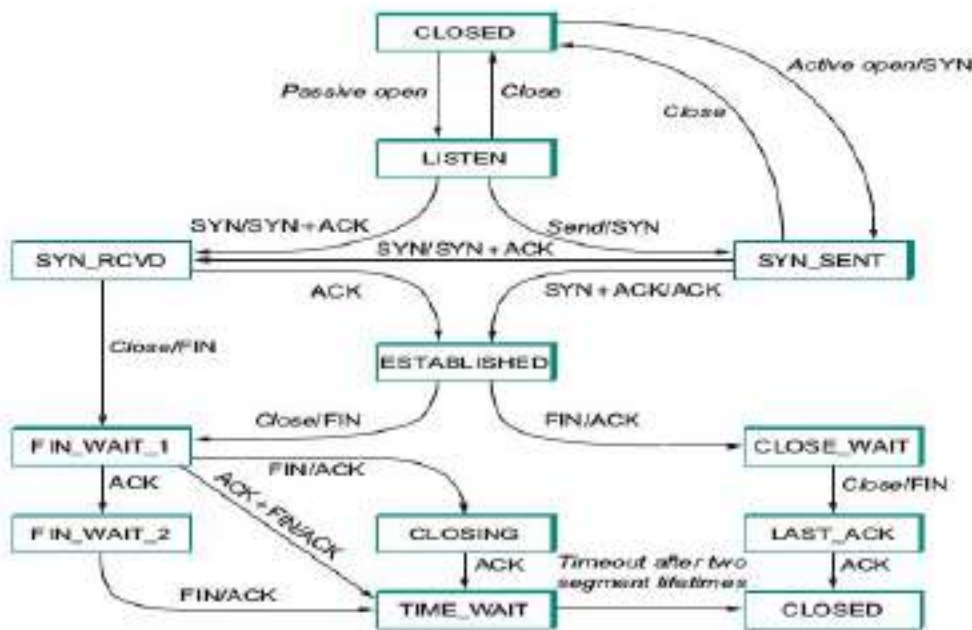 CLOSED
Active open/SYN
Passive open
Close
Close
LISTEN
SYN/SYN + ACK
Send/SYN
SYN/SYN + ACK
SYN_RCVD
SYN_SENT
ACK
SYN + ACK/ACK
Close/FIN
ESTABLISHED
Close/FIN
FIN/ACK
FIN_WAIT_1
CLOSE_WAIT
FIN/ACK
ACK
ACK + FIN/ACK
Close/FIN
FIN_WAIT_2
CLOSING
LAST_ACK
ACK
Timeout after two
segment lifetimes
ACK
FIN/ACK
TIME_WAIT
CLOSED